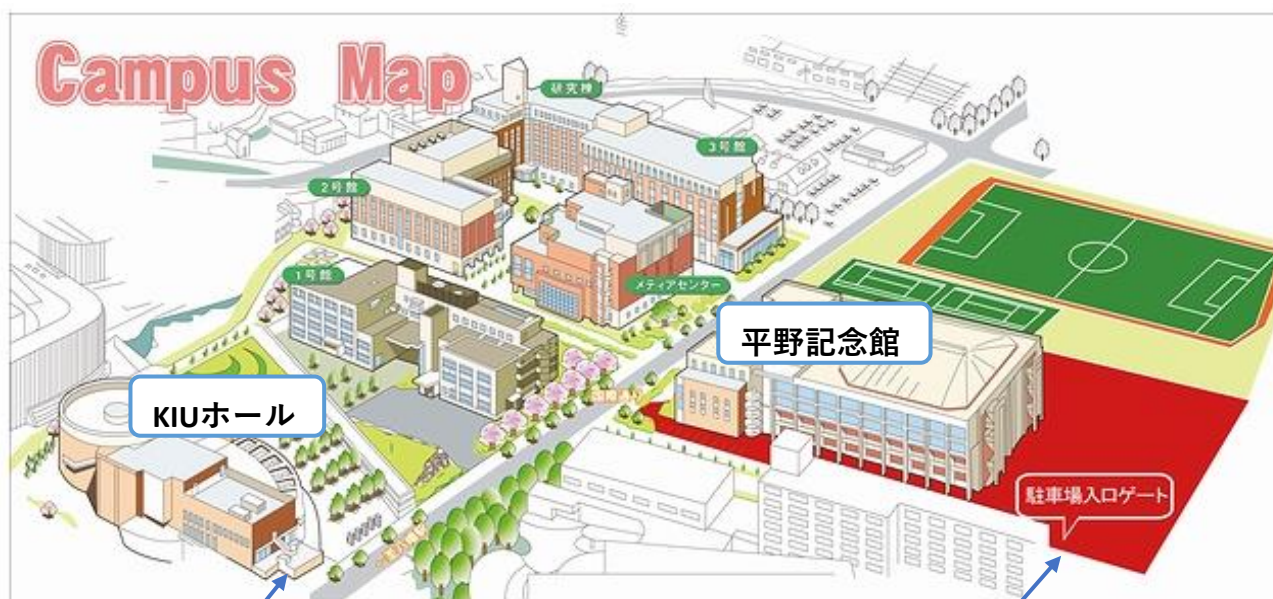 Campus Map
研究棟
3号館
2号館
1号館
メディアセンター
平野記念館
KIUホール
駐車場入口ゲート